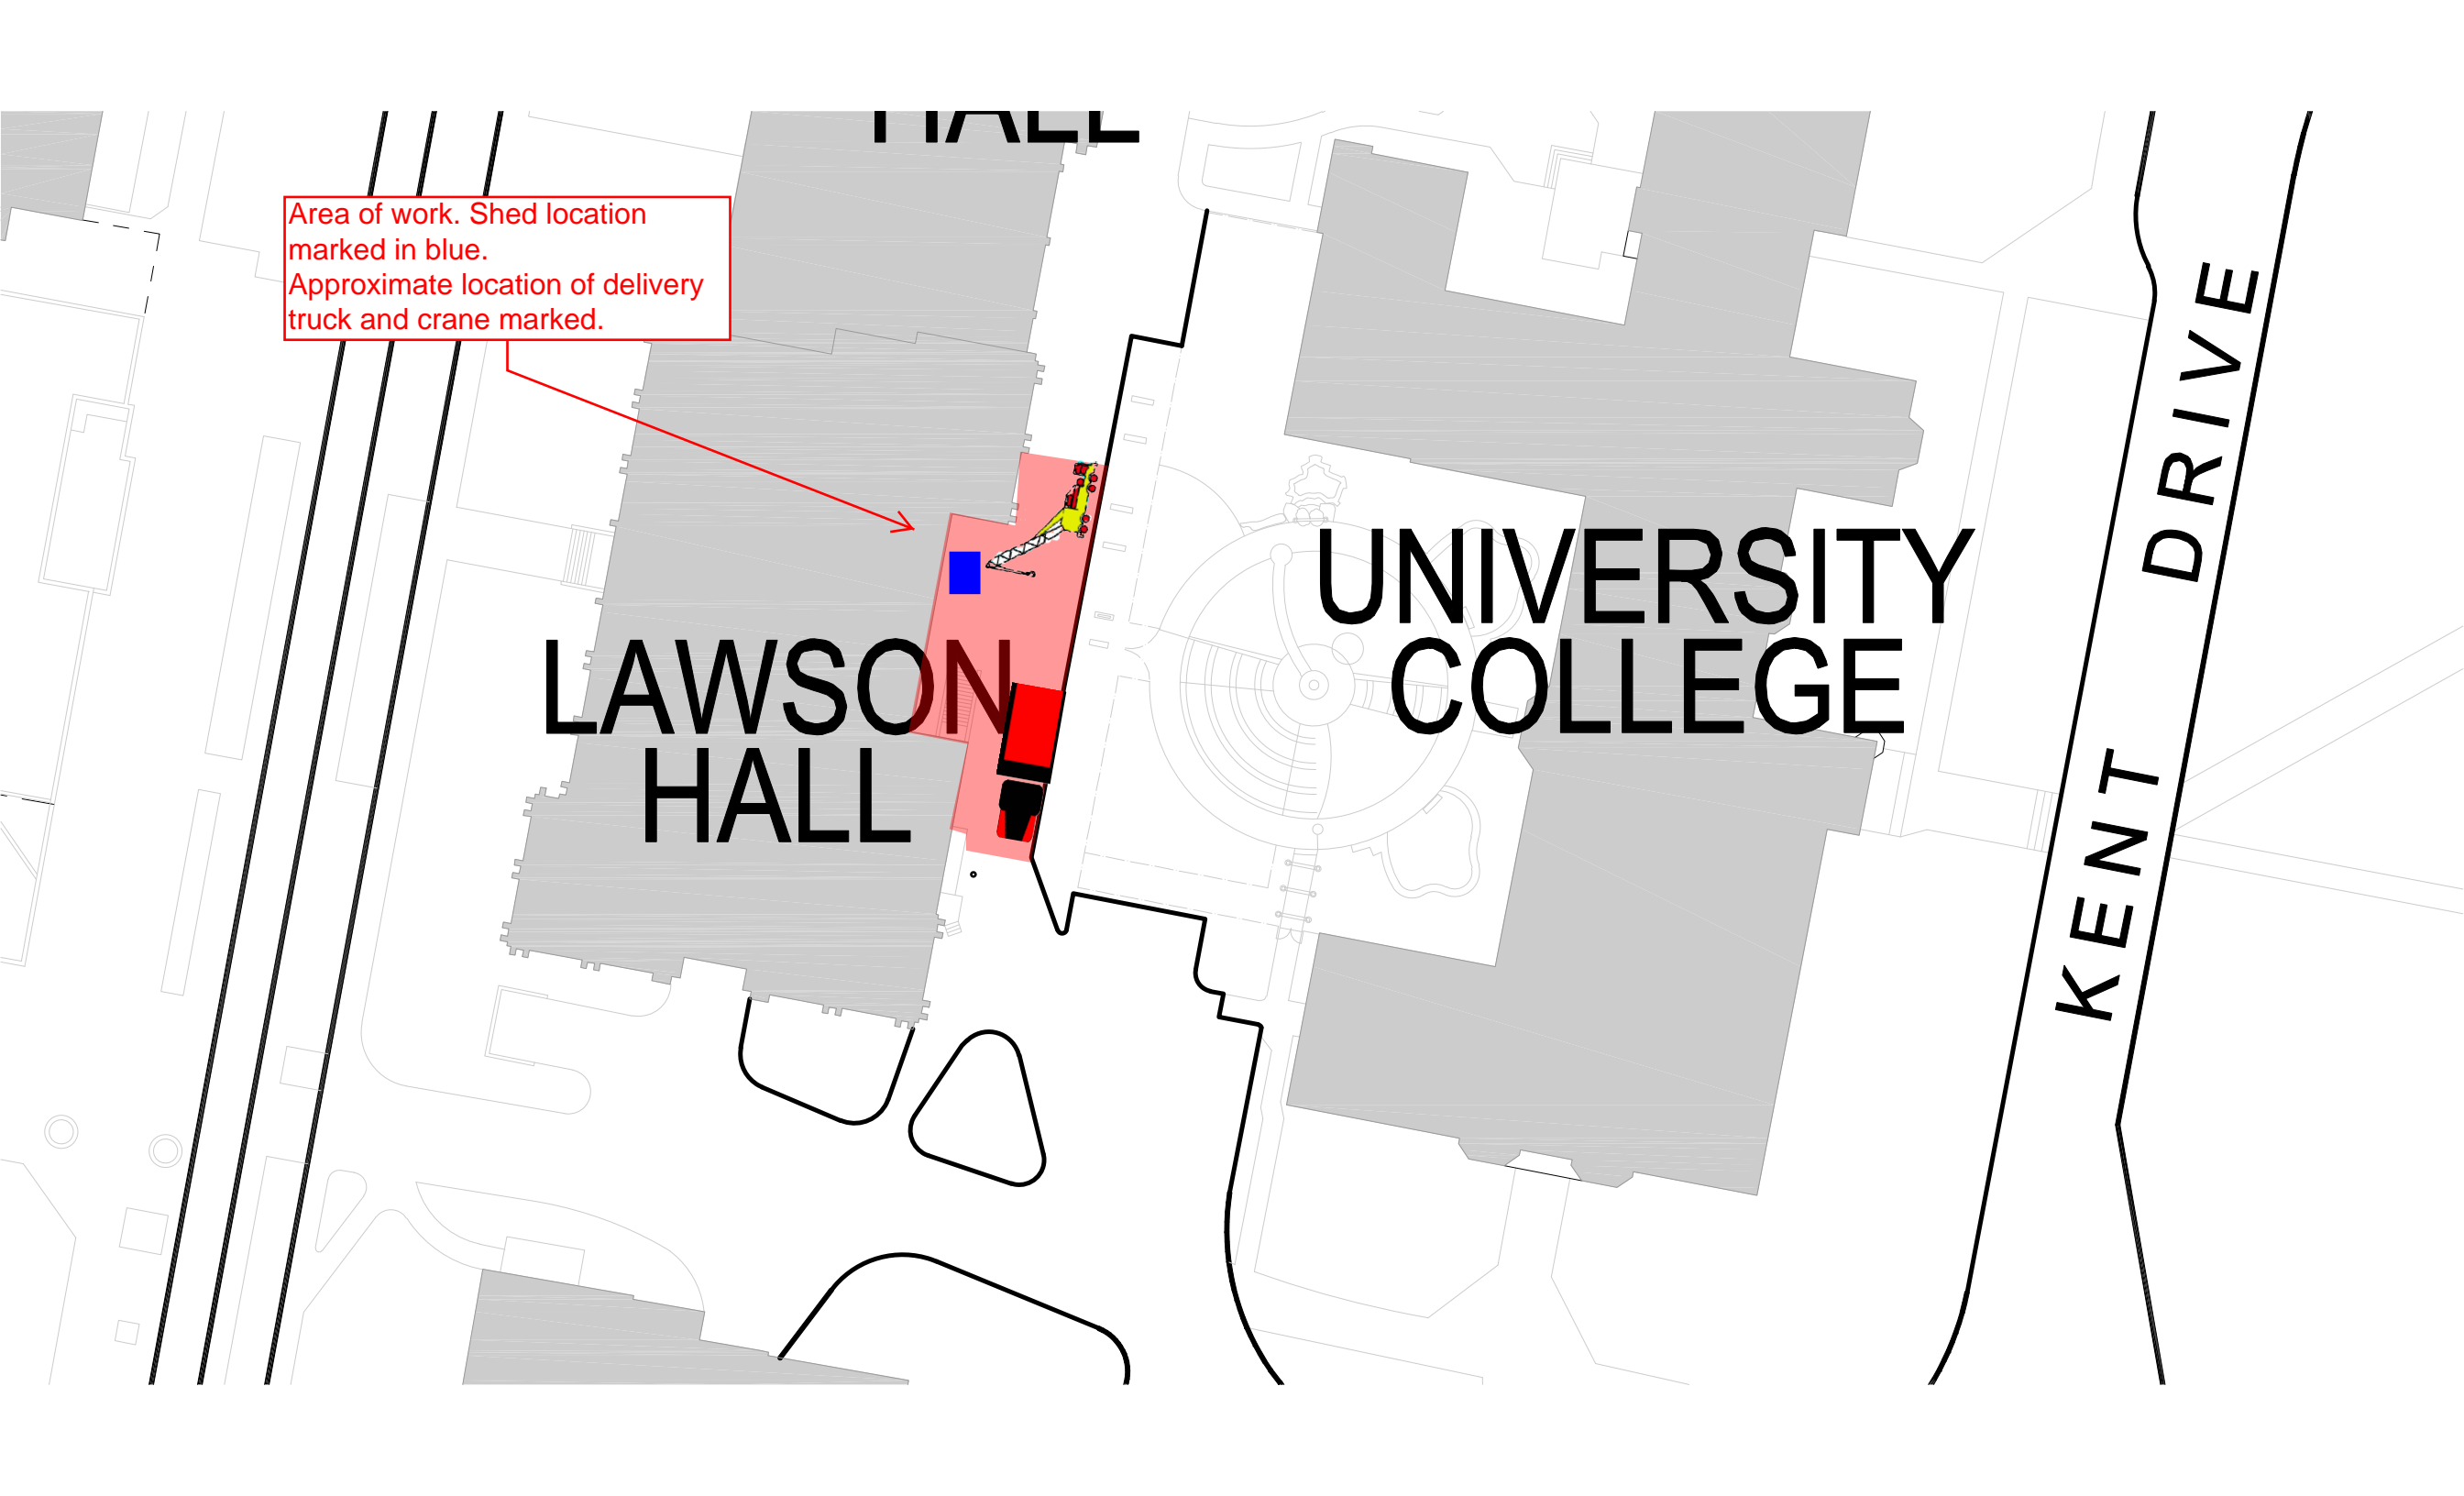 HALL
Area of work. Shed location
marked in blue.
Approximate location of delivery
truck and crane marked.
LAWSON
HALL
UNIVERSITY
COLLEGE
KENT DRIVE